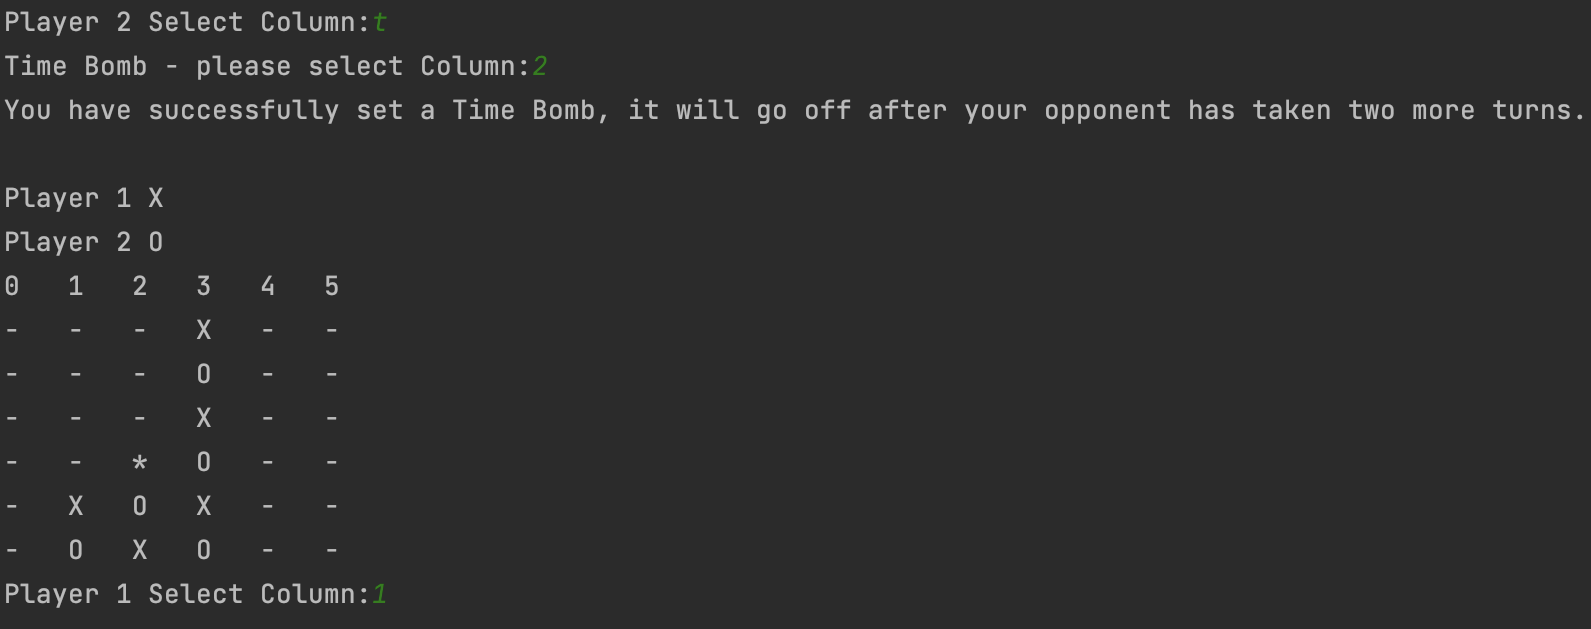 Player 2 Select Column:t
Time Bomb - please select Column:2
You have successfully set a Time Bomb, it will go off after your opponent has taken two more turns.
Player 1 X
Player 2 O
0   1   2   3   4   5
-   -   -   X   -   -
-   -   -   O   -   -
-   -   -   X   -   -
-   -   *   O   -   -
-   X   O   X   -   -
-   O   X   O   -   -
Player 1 Select Column:1